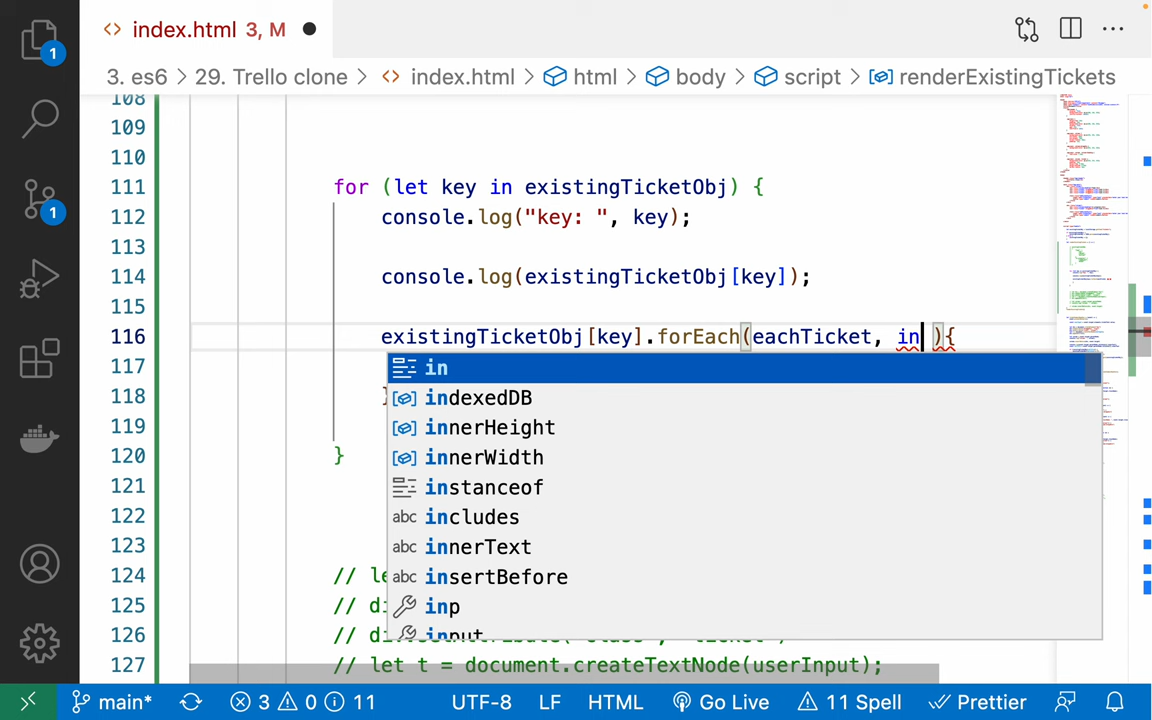 1
index.html 3, M
3. es6 > 29. Trello clone > index.html > html > body > script > renderExistingTickets
108
109
110
111 for (let key in existingTicketObj) {
112 console.log("key: ", key);
113
114 console.log(existingTicketObj[key]);
115
116 existingTicketObj[key].forEach(eachTicket, in ){
117 in
118 indexedDB
119 innerHeight
120 } innerWidth
121 instanceof
122 includes
123 innerText
124 // le insertBefore
125 // di inp
126 // di input
127 // let t = document.createTextNode(userInput);
1
main* 3 0 11 UTF-8 LF HTML Go Live 11 Spell Prettier